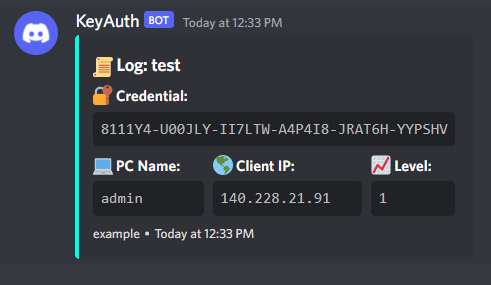 KeyAuth BOT Today at 12:33 PM
Log: test
Credential:
8111Y4-U00JLY-II7LTW-A4P4I8-JRAT6H-YYPSHV
PC Name: Client IP: Level:
admin 140.228.21.91 1
example • Today at 12:33 PM